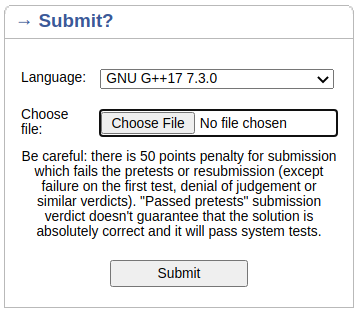 → Submit?
Language: GNU G++17 7.3.0
Choose
file: Choose File No file chosen
Be careful: there is 50 points penalty for submission
which fails the pretests or resubmission (except
failure on the first test, denial of judgement or
similar verdicts). "Passed pretests" submission
verdict doesn't guarantee that the solution is
absolutely correct and it will pass system tests.
Submit